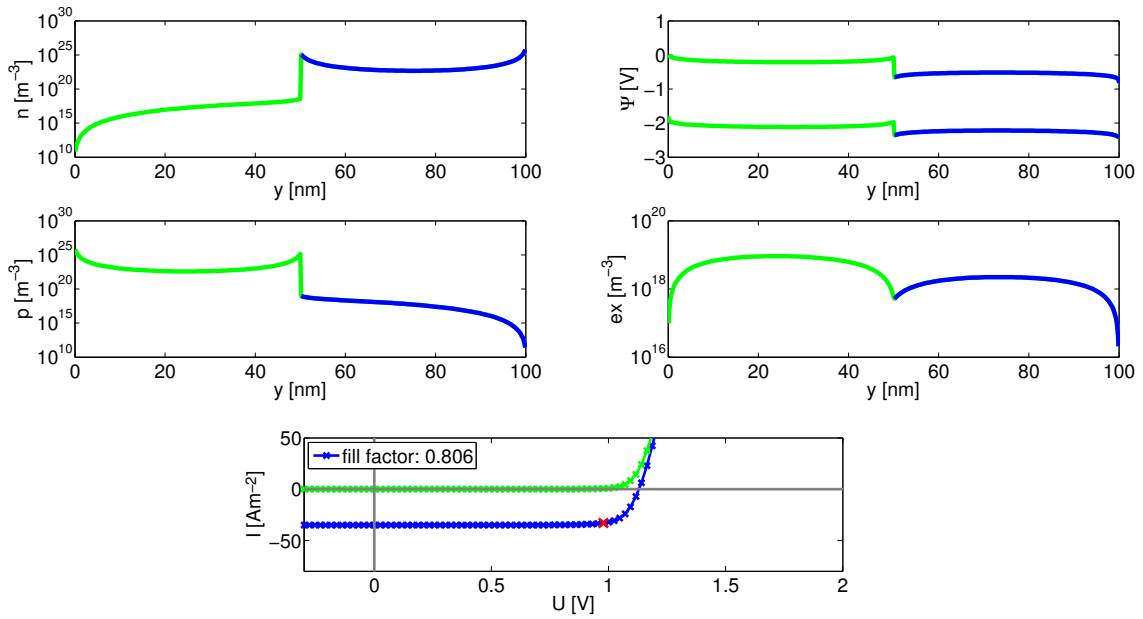 10^30
10^25
10^20
10^15
10^10
n [m^−3]
0 20 40 60 80 100
y [nm]
1
0
−1
−2
−3
Ψ [V]
0 20 40 60 80 100
y [nm]
10^30
10^25
10^20
10^15
10^10
p [m^−3]
0 20 40 60 80 100
y [nm]
10^20
10^18
10^16
ex [m^−3]
0 20 40 60 80 100
y [nm]
50
0
−50
I [Am−2]
fill factor: 0.806
0 0.5 1 1.5 2
U [V]